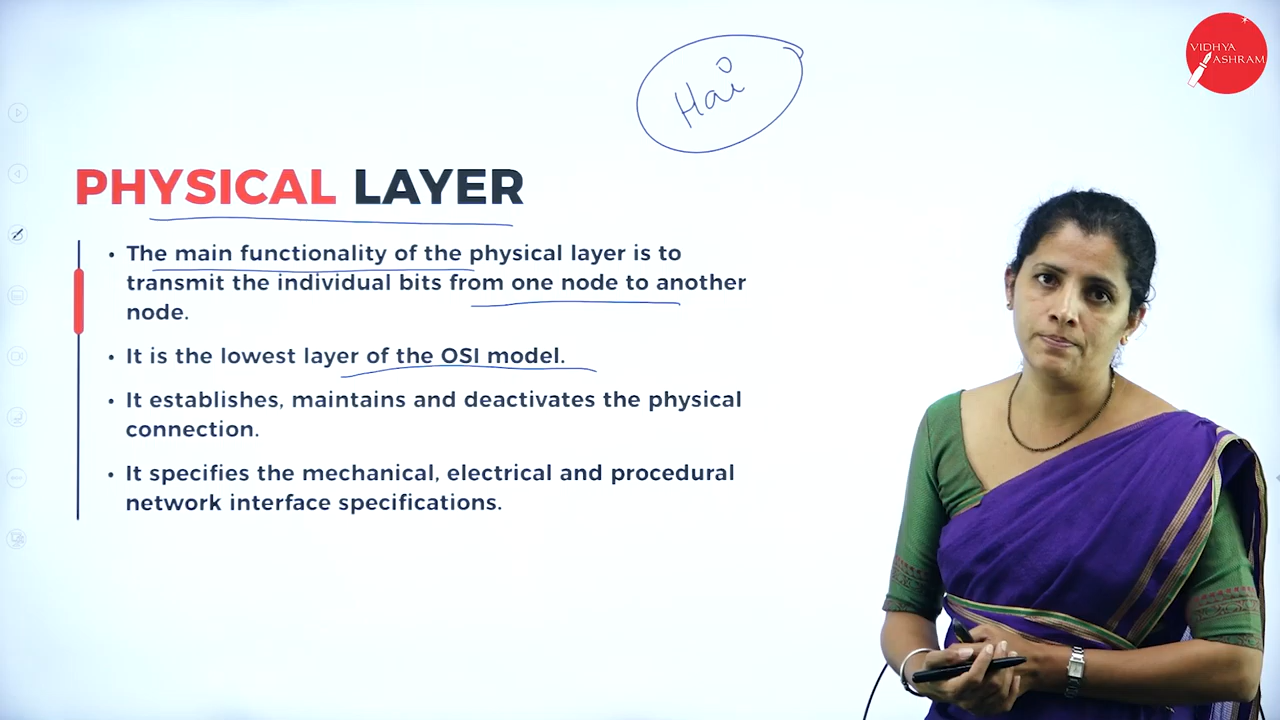 VIDHYA
ASHRAM
Hai
PHYSICAL LAYER
• The main functionality of the physical layer is to
transmit the individual bits from one node to another
node.
• It is the lowest layer of the OSI model.
• It establishes, maintains and deactivates the physical
connection.
• It specifies the mechanical, electrical and procedural
network interface specifications.